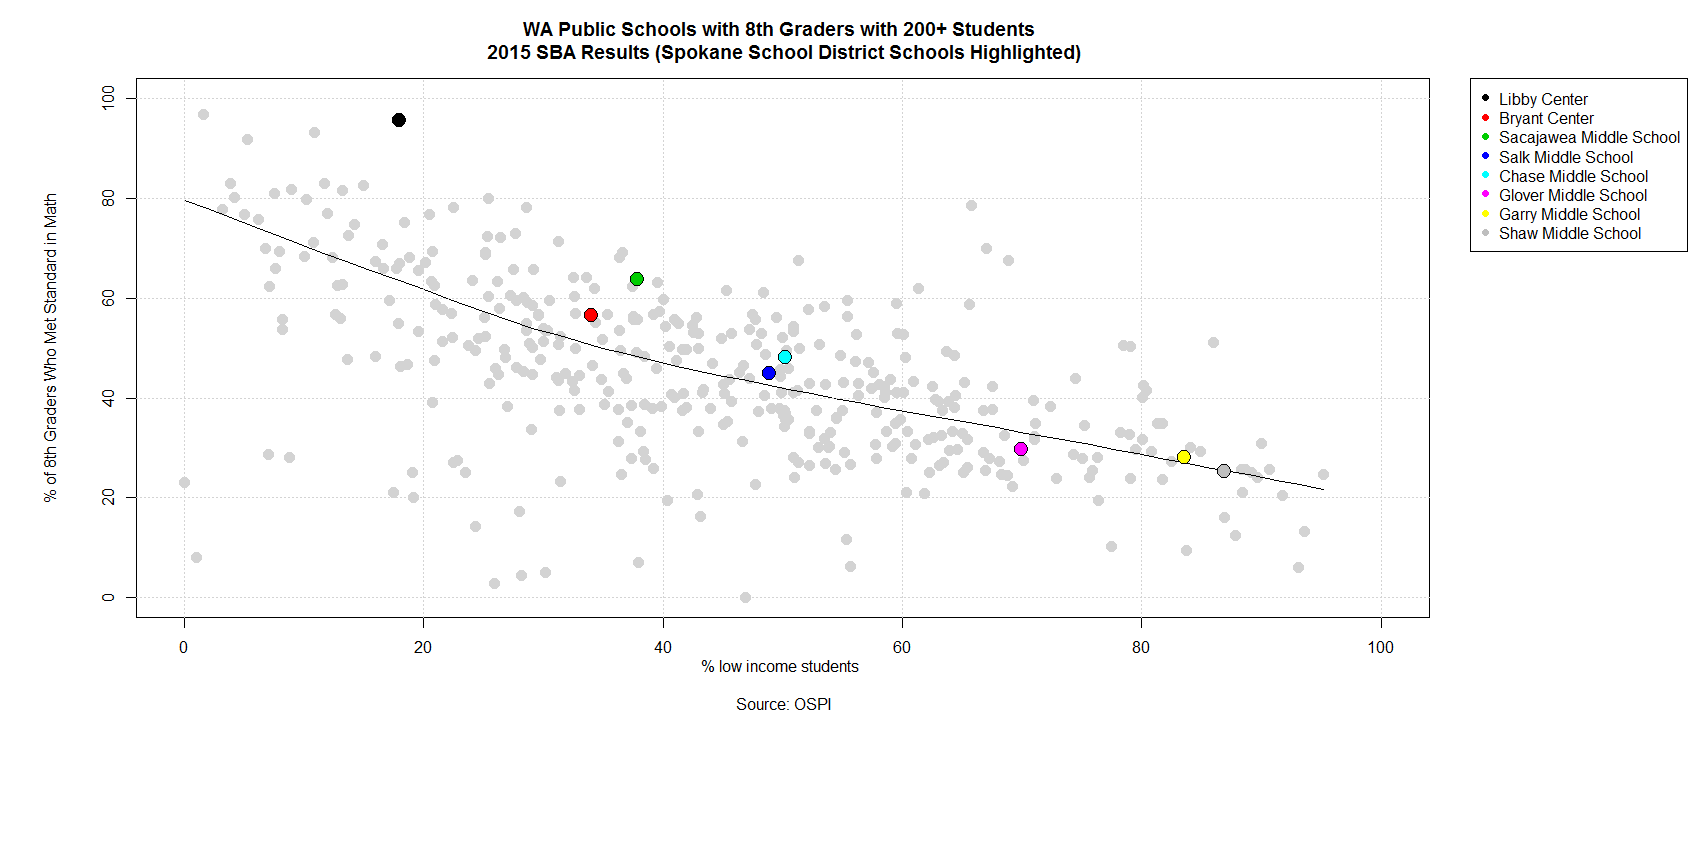 WA Public Schools with 8th Graders with 200+ Students
2015 SBA Results (Spokane School District Schools Highlighted)
% of 8th Graders Who Met Standard in Math
100
80
60
40
20
0
0 20 40 60 80 100
% low income students
Source: OSPI
Libby Center
Bryant Center
Sacajawea Middle School
Salk Middle School
Chase Middle School
Glover Middle School
Garry Middle School
Shaw Middle School